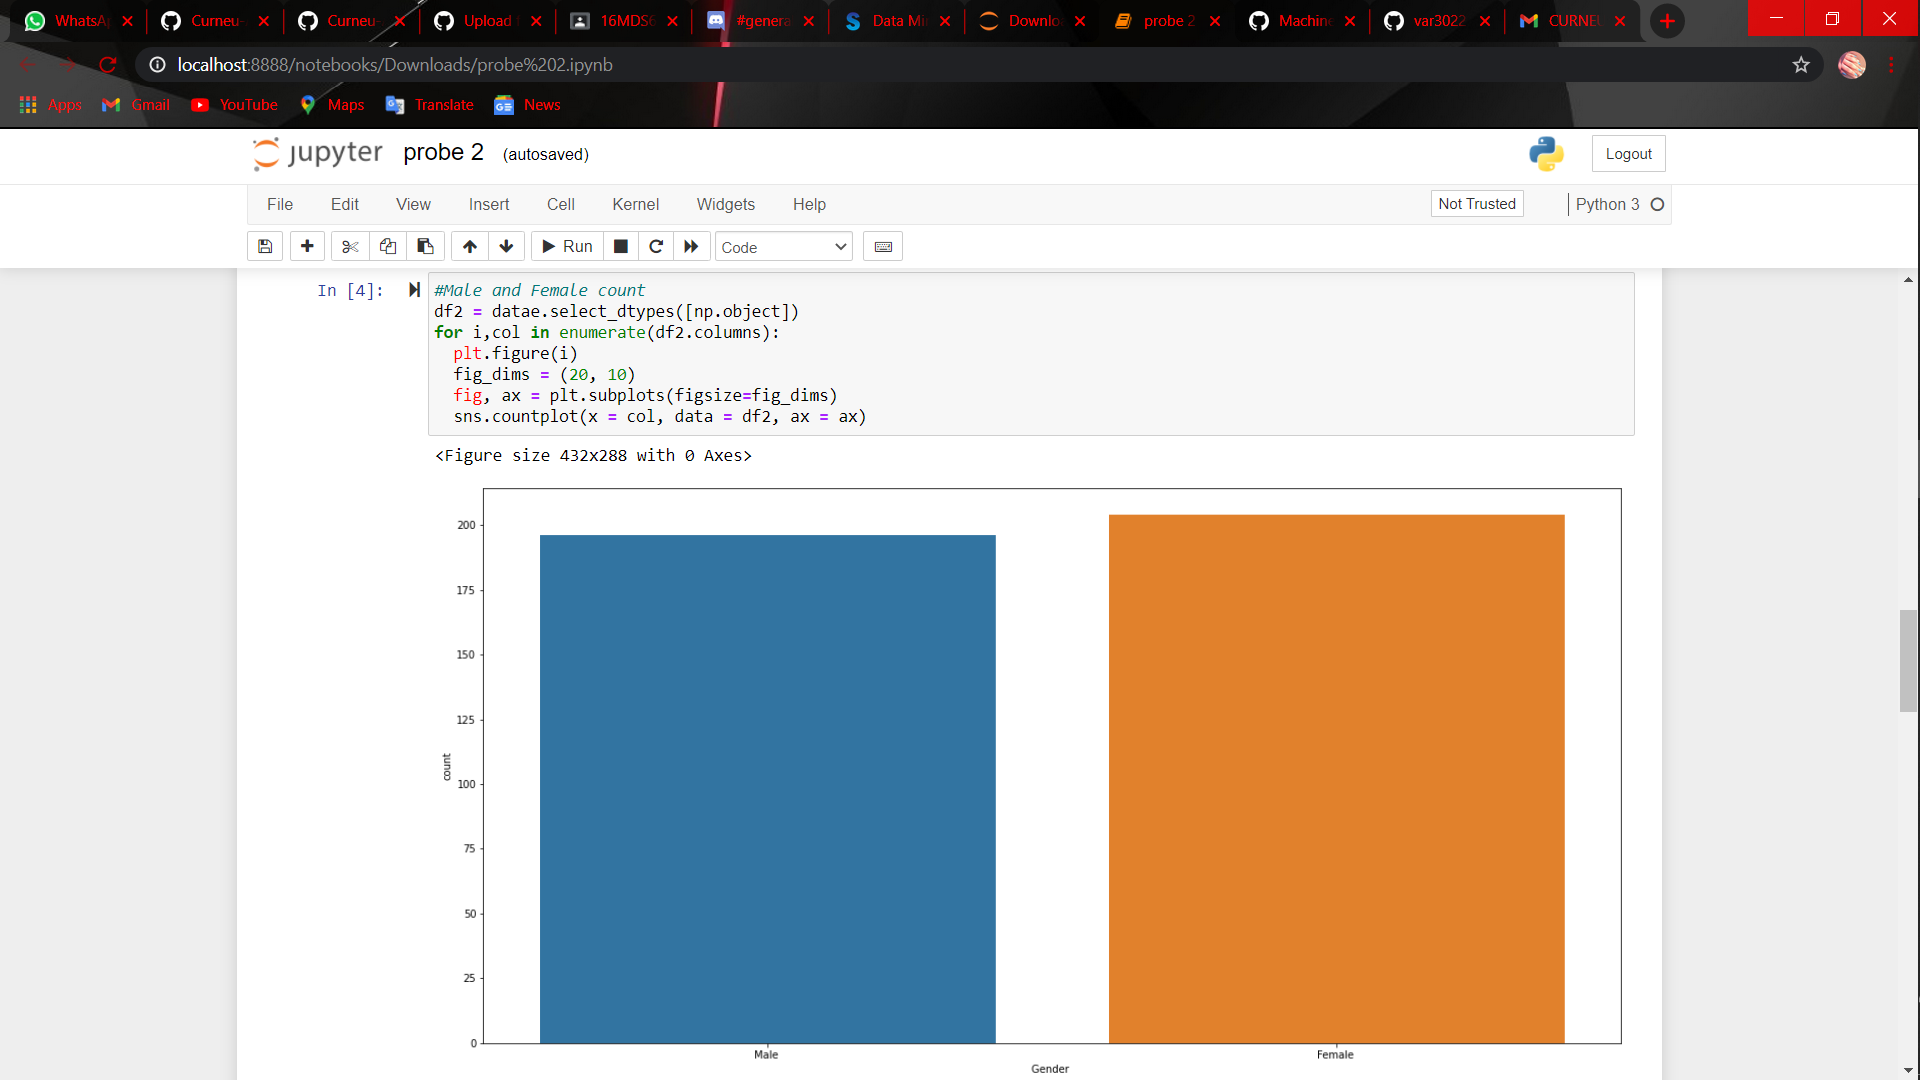 WhatsA
Curneu-
Curneu-
Upload
16MDS6
#genera
Data Mi
Downlo
probe 2
Machine
var3022
CURNEU
localhost:8888/notebooks/Downloads/probe%202.ipynb
Apps
Gmail
YouTube
Maps
Translate
News
jupyter probe 2 (autosaved)
Logout
File Edit View Insert Cell Kernel Widgets Help
Not Trusted
Python 3
Run
Code
In [4]:
#Male and Female count
df2 = datae.select_dtypes([np.object])
for i,col in enumerate(df2.columns):
  plt.figure(i)
  fig_dims = (20, 10)
  fig, ax = plt.subplots(figsize=fig_dims)
  sns.countplot(x = col, data = df2, ax = ax)
<Figure size 432x288 with 0 Axes>
200
175
150
125
100
75
50
25
0
count
Male
Female
Gender